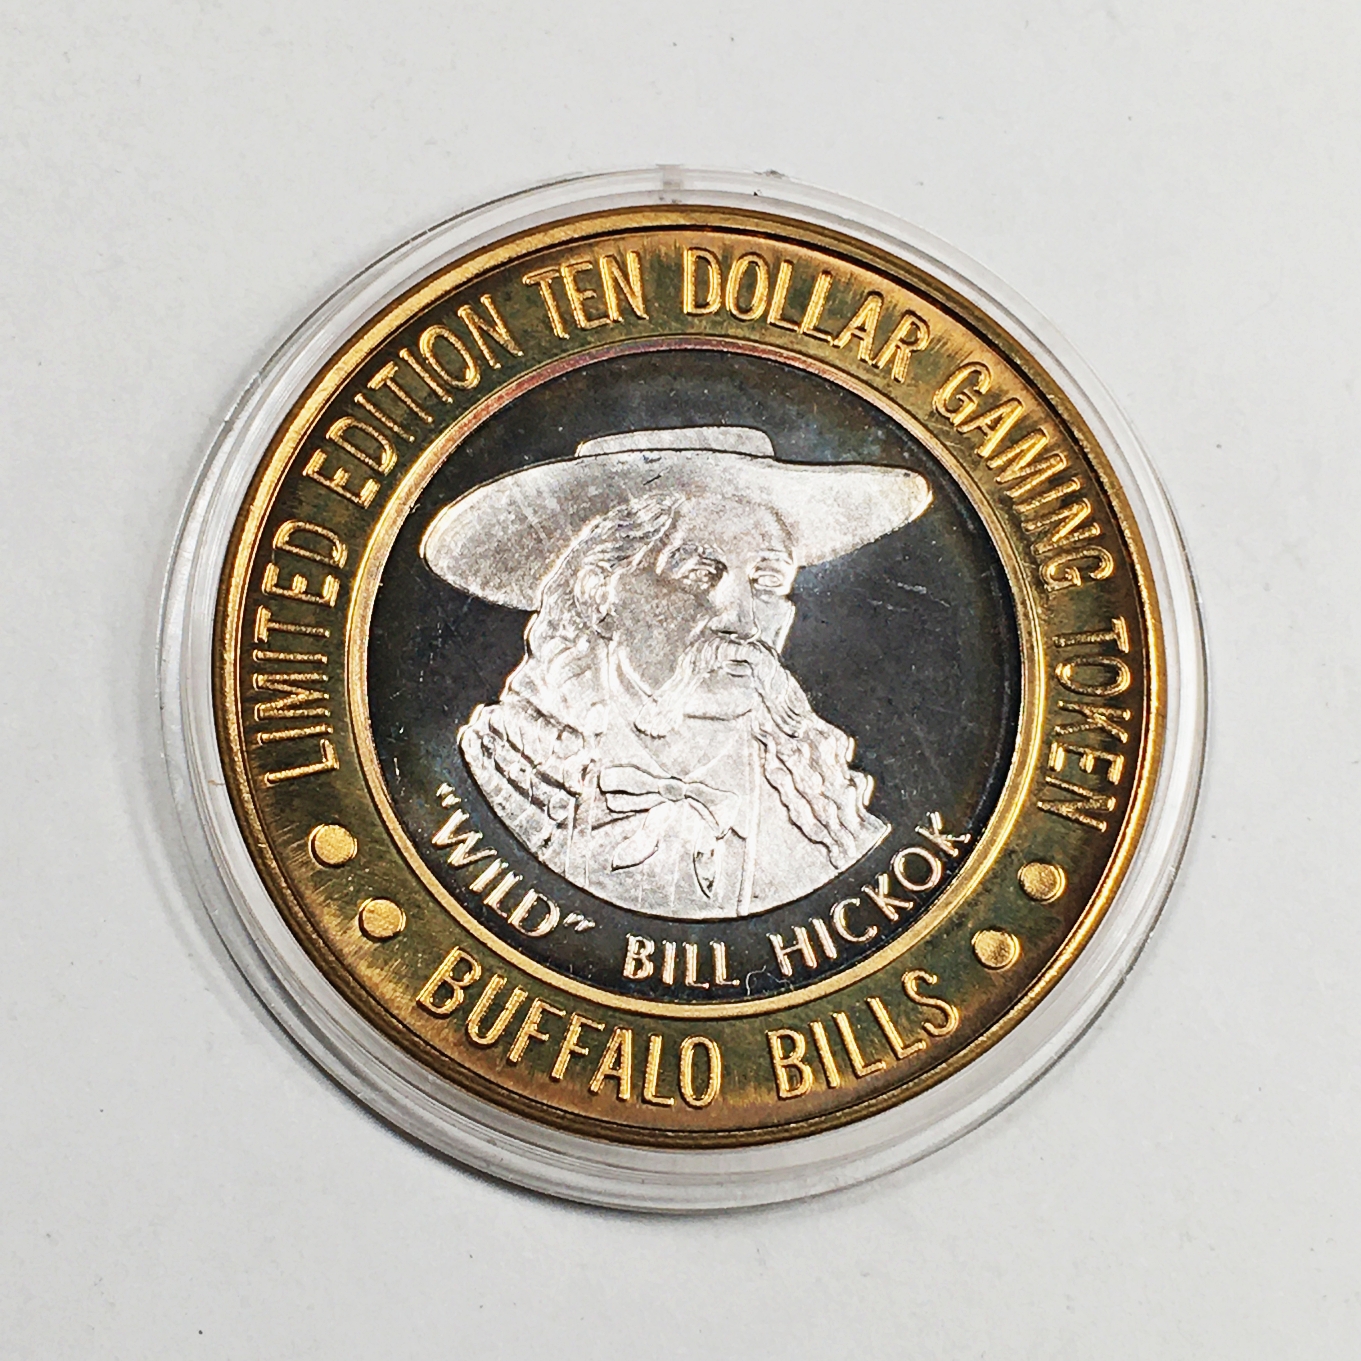 LIMITED EDITION TEN DOLLAR GAMING TOKEN
"WILD" BILL HICKOK
BUFFALO BILLS